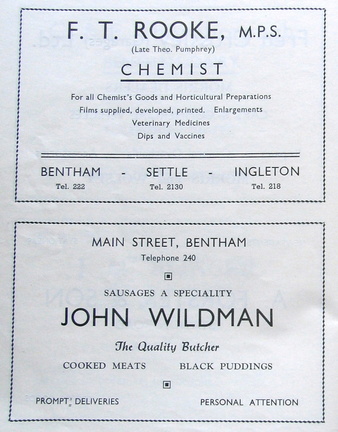 F. T. ROOKE, M.P.S.
(Late Theo. Pumphrey)
CHEMIST
For all Chemist's Goods and Horticultural Preparations
Films supplied, developed, printed. Enlargements
Veterinary Medicines
Dips and Vaccines
BENTHAM - SETTLE - INGLETON
Tel. 222 Tel. 2130 Tel. 218
MAIN STREET, BENTHAM
Telephone 240
SAUSAGES A SPECIALITY
JOHN WILDMAN
The Quality Butcher
COOKED MEATS BLACK PUDDINGS
PROMPT DELIVERIES PERSONAL ATTENTION